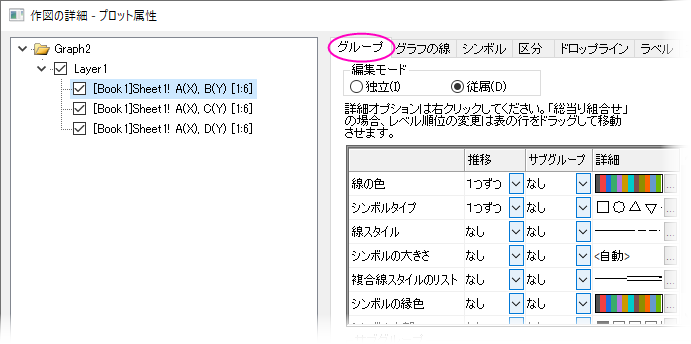 作図の詳細 - プロット属性
Graph2
Layer1
[Book1]Sheet1! A(X), B(Y) [1:6]
[Book1]Sheet1! A(X), C(Y) [1:6]
[Book1]Sheet1! A(X), D(Y) [1:6]
グループ グラフの線 シンボル 区分 ドロップライン ラベル
編集モード
独立(I) 従属(D)
詳細オプションは右クリックしてください。「総当り組合せ」
の場合、レベル順位の変更は表の行をドラッグして移動
させます。
推移 サブグループ 詳細
線の色 1つずつ なし ...
シンボルタイプ 1つずつ なし ...
線スタイル なし なし ...
シンボルの大きさ なし なし <自動> ...
複合線スタイルのリスト なし なし ...
シンボルの縁色 なし なし ...
なし なし